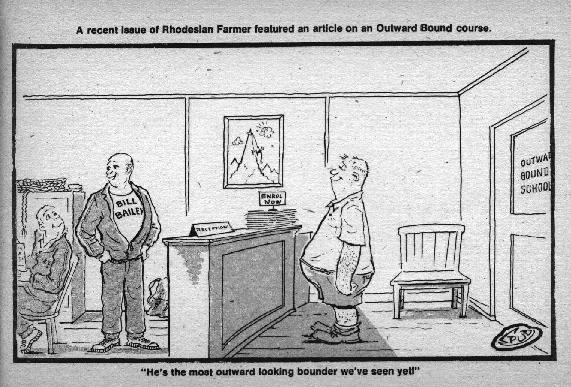 A recent issue of Rhodesian Farmer featured an article on an Outward Bound course.
BILL
BAILEY
ENROL
NOW
RECEPTION
OUTWA
BOUND
SCHOOL
SPUD
"He's the most outward looking bounder we've seen yet!"